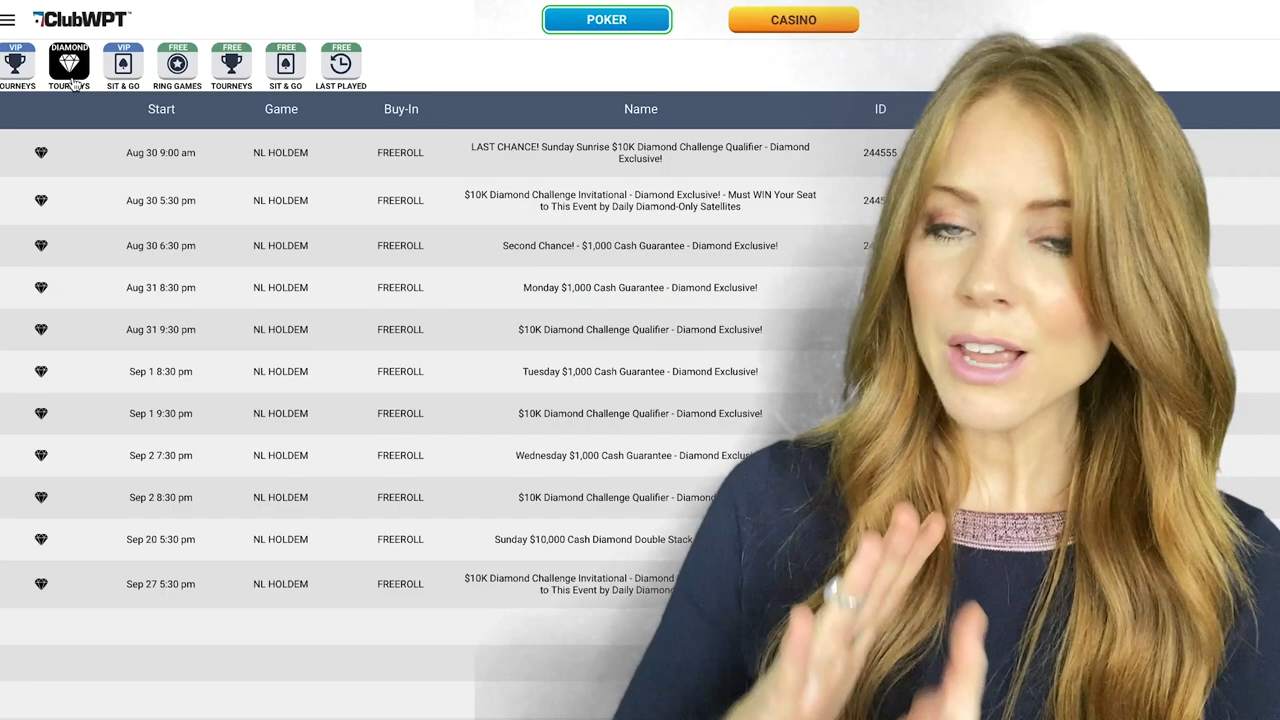 ClubWPT™
POKER
CASINO
VIP
DIAMOND
VIP
FREE
FREE
FREE
FREE
OURNEYS
TOURNEYS
SIT & GO
RING GAMES
TOURNEYS
SIT & GO
LAST PLAYED
Start Game Buy-In Name ID
Aug 30 9:00 am NL HOLDEM FREEROLL LAST CHANCE! Sunday Sunrise $10K Diamond Challenge Qualifier - Diamond 244555
Exclusive!
Aug 30 5:30 pm NL HOLDEM FREEROLL $10K Diamond Challenge Invitational - Diamond Exclusive! - Must WIN Your Seat
to This Event by Daily Diamond-Only Satellites
Aug 30 6:30 pm NL HOLDEM FREEROLL Second Chance! - $1,000 Cash Guarantee - Diamond Exclusive!
Aug 31 8:30 pm NL HOLDEM FREEROLL Monday $1,000 Cash Guarantee - Diamond Exclusive!
Aug 31 9:30 pm NL HOLDEM FREEROLL $10K Diamond Challenge Qualifier - Diamond Exclusive!
Sep 1 8:30 pm NL HOLDEM FREEROLL Tuesday $1,000 Cash Guarantee - Diamond Exclusive!
Sep 1 9:30 pm NL HOLDEM FREEROLL $10K Diamond Challenge Qualifier - Diamond Exclusive!
Sep 2 7:30 pm NL HOLDEM FREEROLL Wednesday $1,000 Cash Guarantee - Diamond Exclus
Sep 2 8:30 pm NL HOLDEM FREEROLL $10K Diamond Challenge Qualifier - Diamond
Sep 20 5:30 pm NL HOLDEM FREEROLL Sunday $10,000 Cash Diamond Double Stack
Sep 27 5:30 pm NL HOLDEM FREEROLL $10K Diamond Challenge Invitational - Diamond
to This Event by Daily Diamon